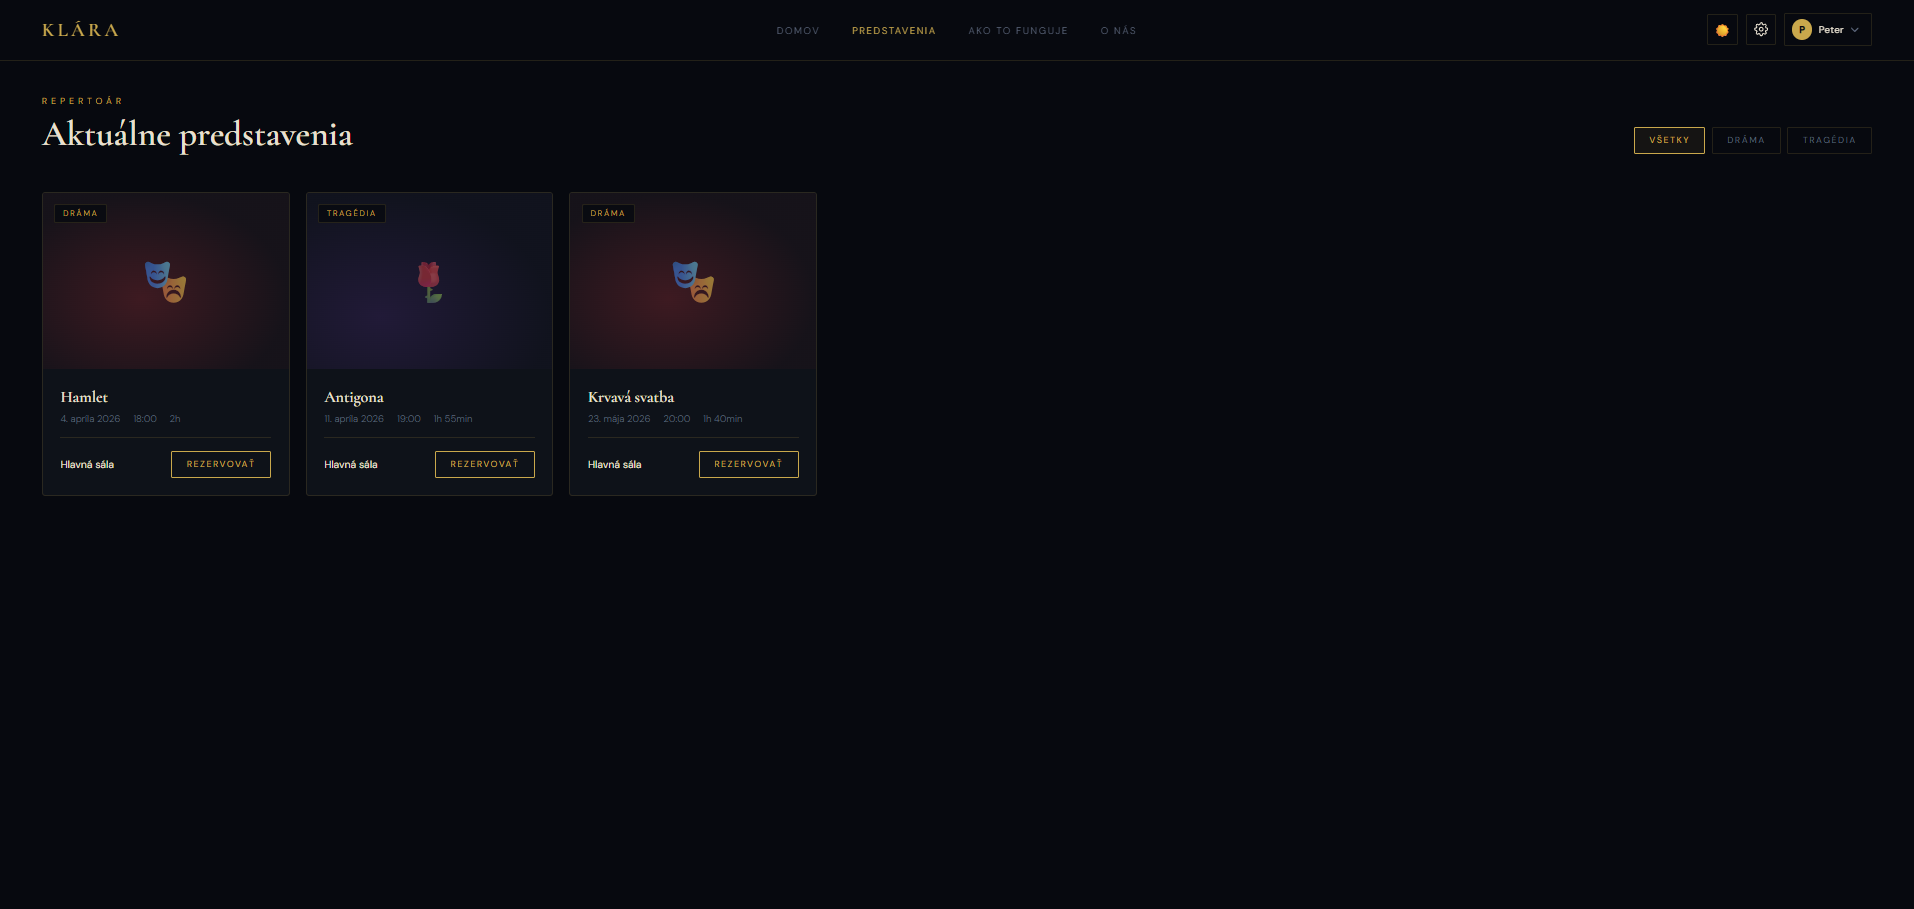 KLÁRA
DOMOV PREDSTAVENIA AKO TO FUNGUJE O NÁS
P Peter
REPERTOÁR
Aktuálne predstavenia
VŠETKY DRÁMA TRAGÉDIA
DRÁMA
Hamlet
4. apríla 2026 18:00 2h
Hlavná sála REZERVOVAŤ
TRAGÉDIA
Antigona
11. apríla 2026 19:00 1h 55min
Hlavná sála REZERVOVAŤ
DRÁMA
Krvavá svatba
23. mája 2026 20:00 1h 40min
Hlavná sála REZERVOVAŤ